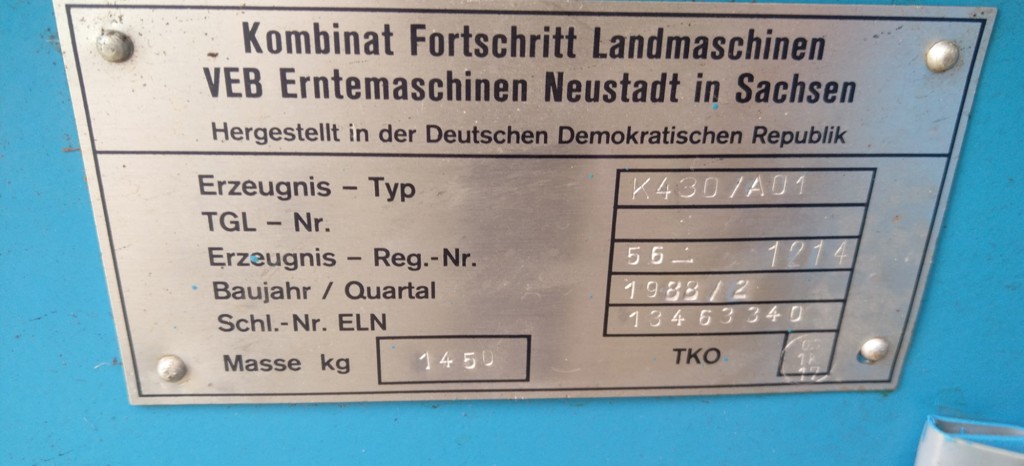 Kombinat Fortschritt Landmaschinen
VEB Erntemaschinen Neustadt in Sachsen
Hergestellt in der Deutschen Demokratischen Republik
Erzeugnis – Typ K430/A01
TGL – Nr.
Erzeugnis – Reg.-Nr. 56– 1214
Baujahr / Quartal 1988/2
Schl.-Nr. ELN 13463340
Masse kg 1450 TKO